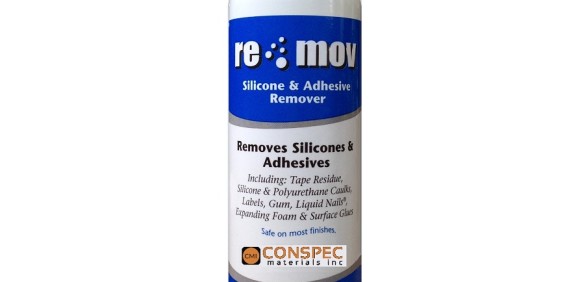 re mov
Silicone & Adhesive
Remover
Removes Silicones &
Adhesives
Including: Tape Residue,
Silicone & Polyurethane Caulks,
Labels, Gum, Liquid Nails®,
Expanding Foam & Surface Glues
Safe on most finishes.
CMI CONSPEC
materials inc